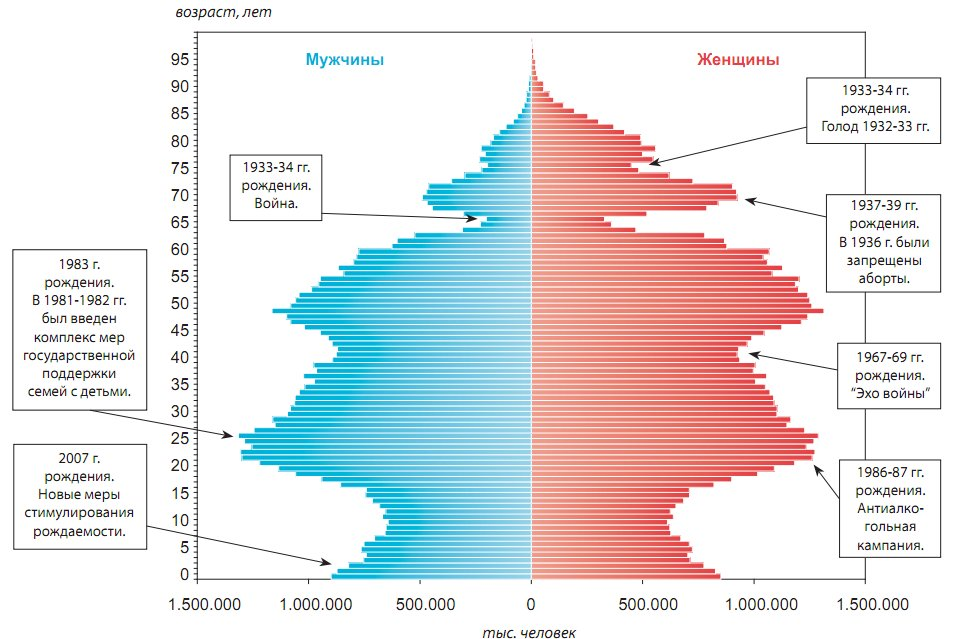 возраст, лет
Мужчины
Женщины
95
90
85
80
75
70
65
60
55
50
45
40
35
30
25
20
15
10
5
0
1.500.000
1.000.000
500.000
0
500.000
1.000.000
1.500.000
тыс. человек
1933-34 гг.
рождения.
Война.
1983 г.
рождения.
В 1981-1982 гг.
был введен
комплекс мер
государственной
поддержки
семей с детьми.
2007 г.
рождения.
Новые меры
стимулирования
рождаемости.
1933-34 гг.
рождения.
Голод 1932-33 гг.
1937-39 гг.
рождения.
В 1936 г. были
запрещены
аборты.
1967-69 гг.
рождения.
“Эхо войны”
1986-87 гг.
рождения.
Антиалко-
гольная
кампания.